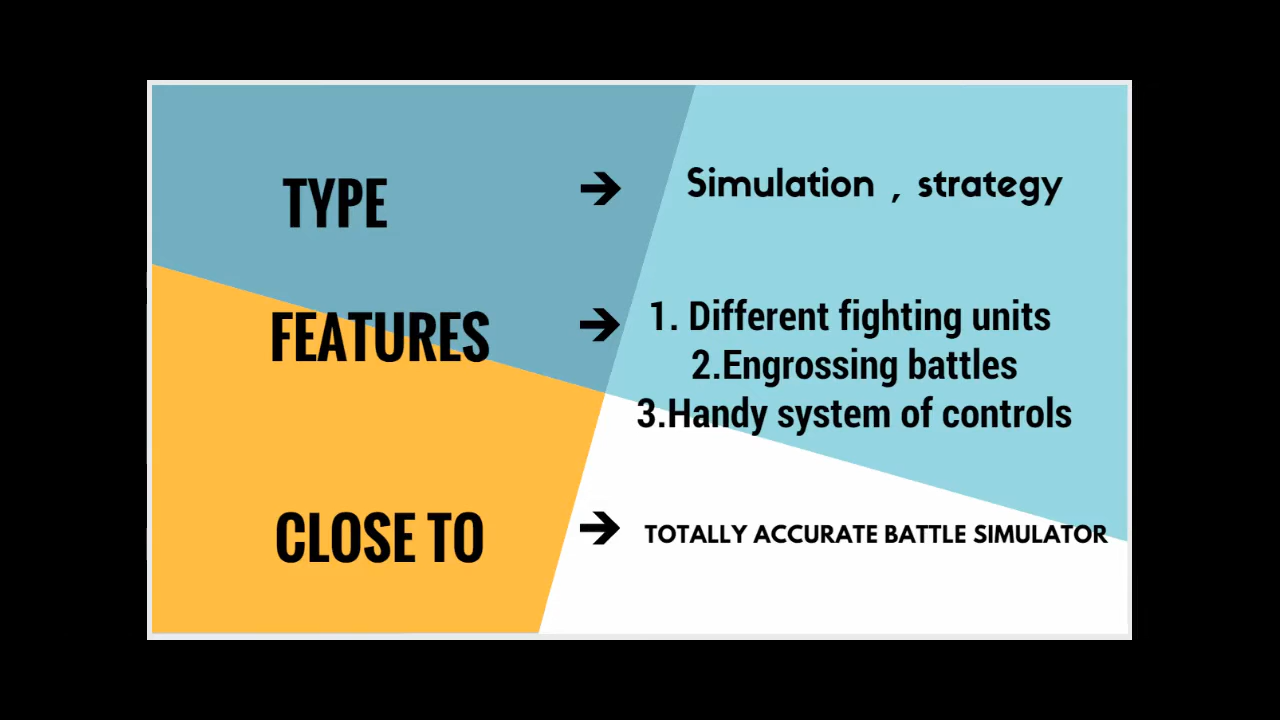 TYPE → Simulation , strategy
FEATURES → 1. Different fighting units
2.Engrossing battles
3.Handy system of controls
CLOSE TO → TOTALLY ACCURATE BATTLE SIMULATOR